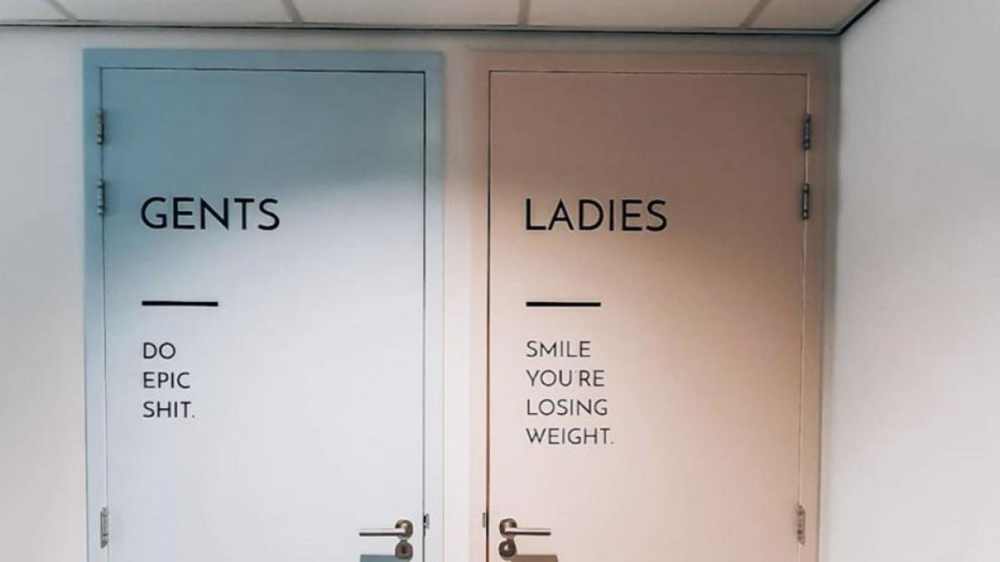 GENTS
DO
EPIC
SHIT.
LADIES
SMILE
YOU'RE
LOSING
WEIGHT.